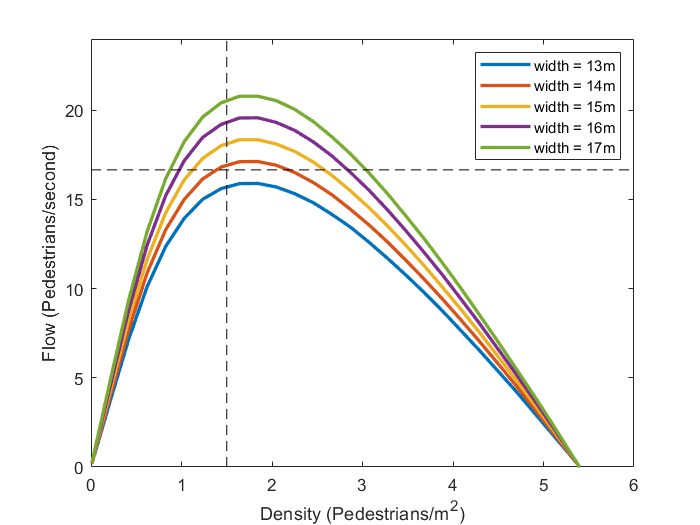 width = 13m
width = 14m
width = 15m
width = 16m
width = 17m
20
15
10
5
0
Flow (Pedestrians/second)
0 1 2 3 4 5 6
Density (Pedestrians/m²)